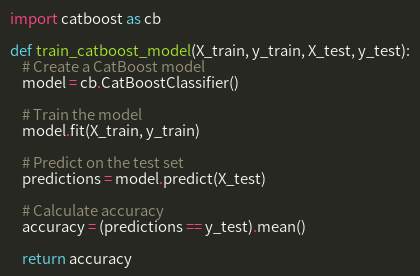 import catboost as cb

def train_catboost_model(X_train, y_train, X_test, y_test):
    # Create a CatBoost model
    model = cb.CatBoostClassifier()

    # Train the model
    model.fit(X_train, y_train)

    # Predict on the test set
    predictions = model.predict(X_test)

    # Calculate accuracy
    accuracy = (predictions == y_test).mean()

    return accuracy